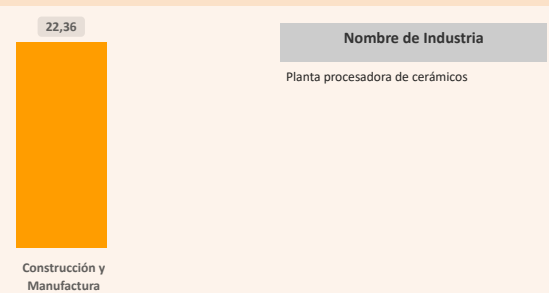 22,36
Nombre de Industria
Planta procesadora de cerámicos
Construcción y
Manufactura